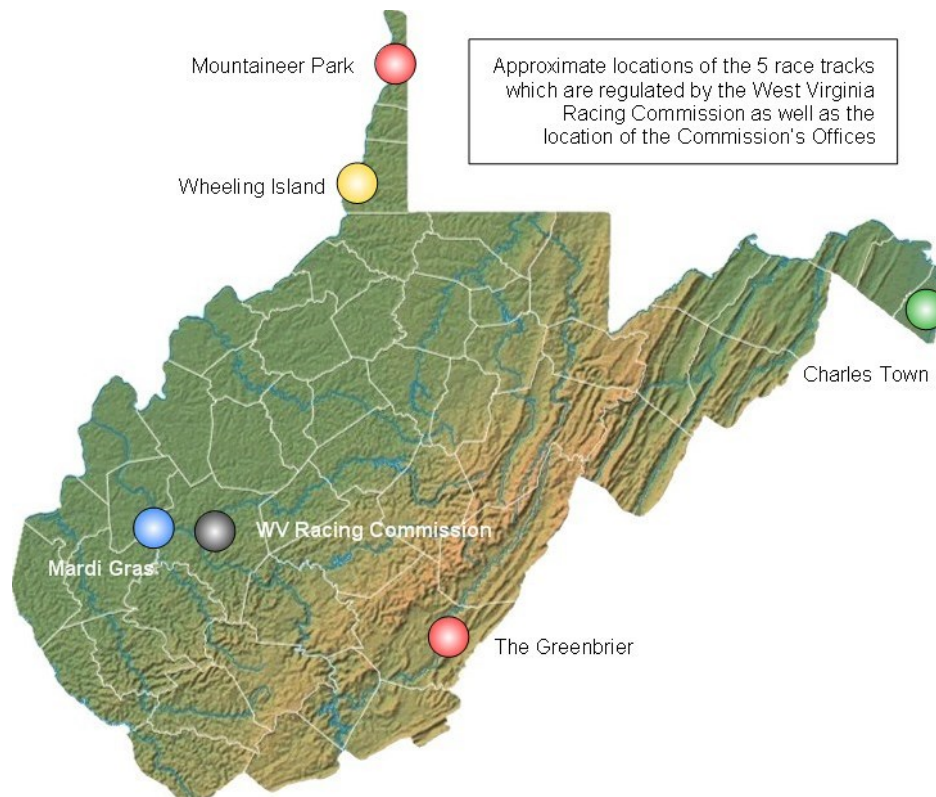 Mountaineer Park
Approximate locations of the 5 race tracks
which are regulated by the West Virginia
Racing Commission as well as the
location of the Commission's Offices
Wheeling Island
Charles Town
WV Racing Commission
Mardi Gras
The Greenbrier